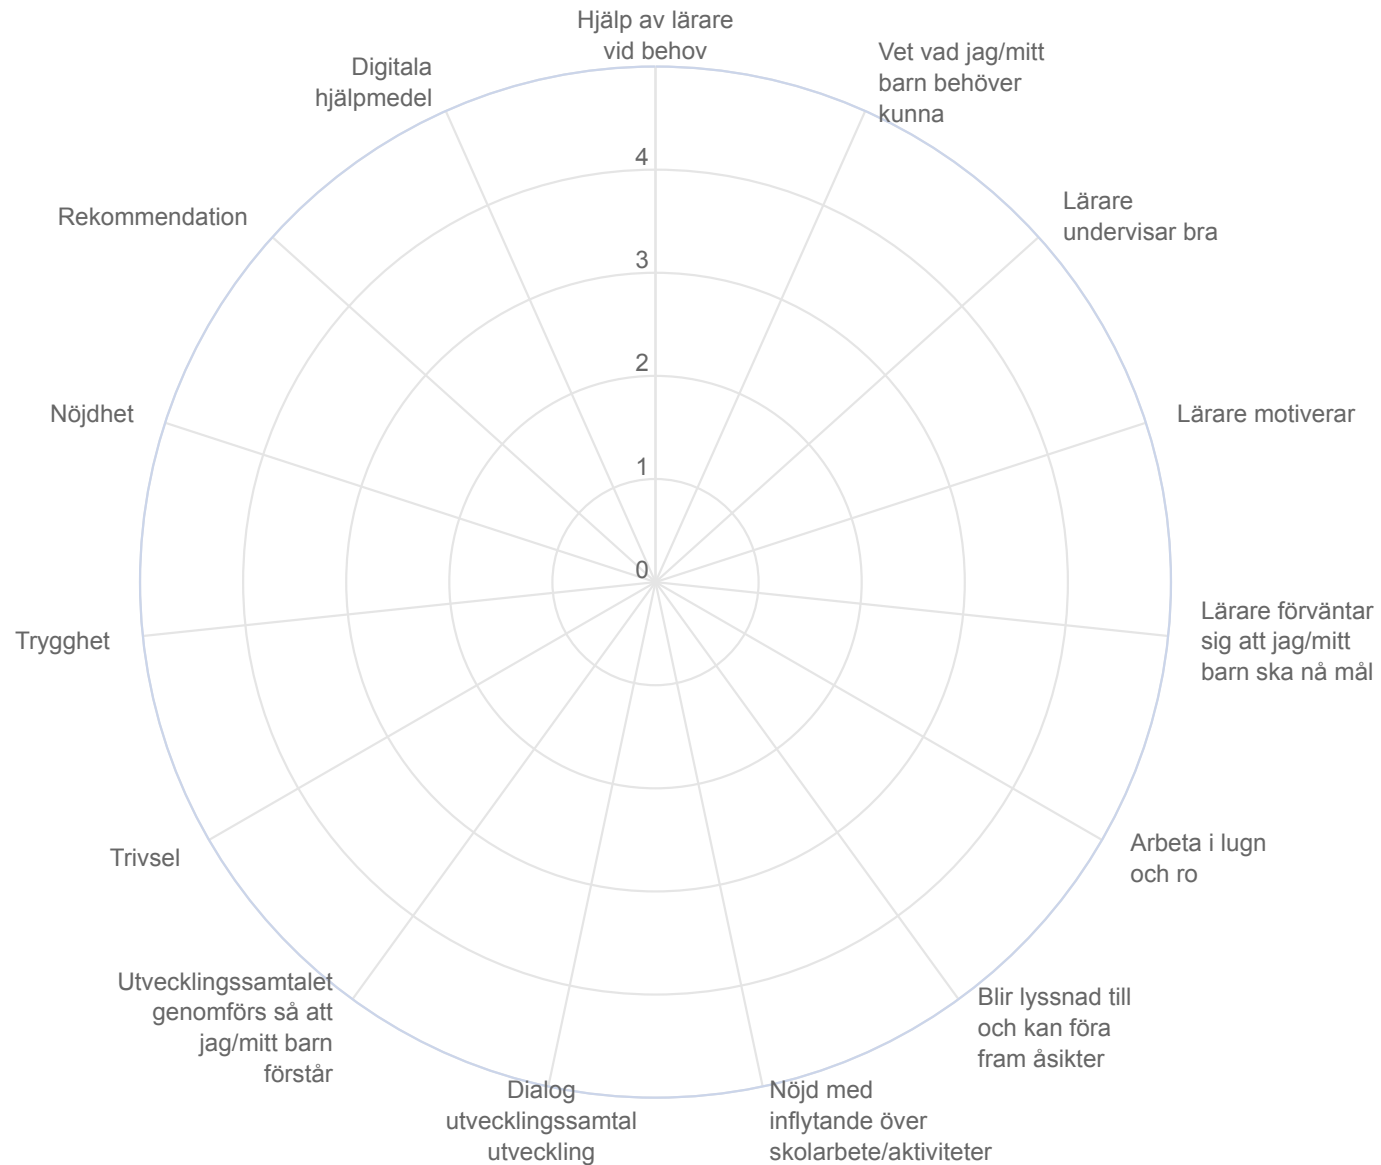 Hjälp av lärare
vid behov
Vet vad jag/mitt
barn behöver
kunna
Lärare
undervisar bra
Lärare motiverar
Lärare förväntar
sig att jag/mitt
barn ska nå mål
Arbeta i lugn
och ro
Blir lyssnad till
och kan föra
fram åsikter
Nöjd med
inflytande över
skolarbete/aktiviteter
Dialog
utvecklingssamtal
utveckling
Utvecklingssamtalet
genomförs så att
jag/mitt barn
förstår
Trivsel
Trygghet
Nöjdhet
Rekommendation
Digitala
hjälpmedel
4
3
2
1
0